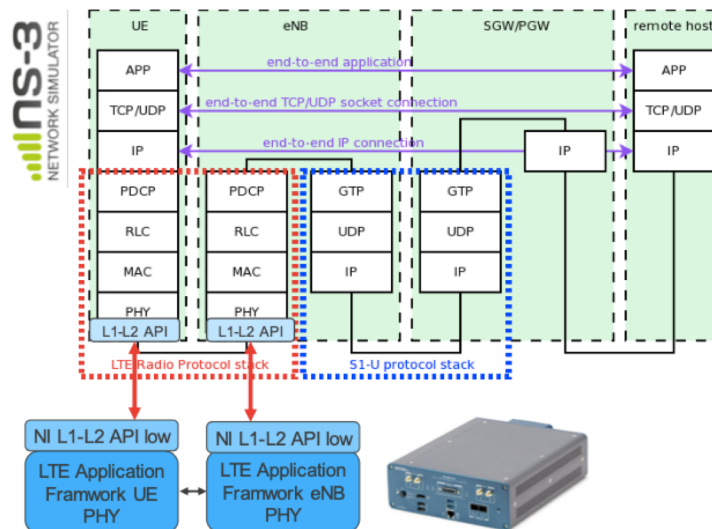 ns-3
NETWORK SIMULATOR
UE
eNB
SGW/PGW
remote host
APP
end-to-end application
APP
TCP/UDP
end-to-end TCP/UDP socket connection
TCP/UDP
IP
end-to-end IP connection
IP
IP
PDCP
PDCP
GTP
GTP
RLC
RLC
UDP
UDP
MAC
MAC
IP
IP
PHY
PHY
L1-L2 API
L1-L2 API
LTE Radio Protocol stack
S1-U protocol stack
NI L1-L2 API low
NI L1-L2 API low
LTE Application
Framwork UE
PHY
LTE Application
Framwork eNB
PHY